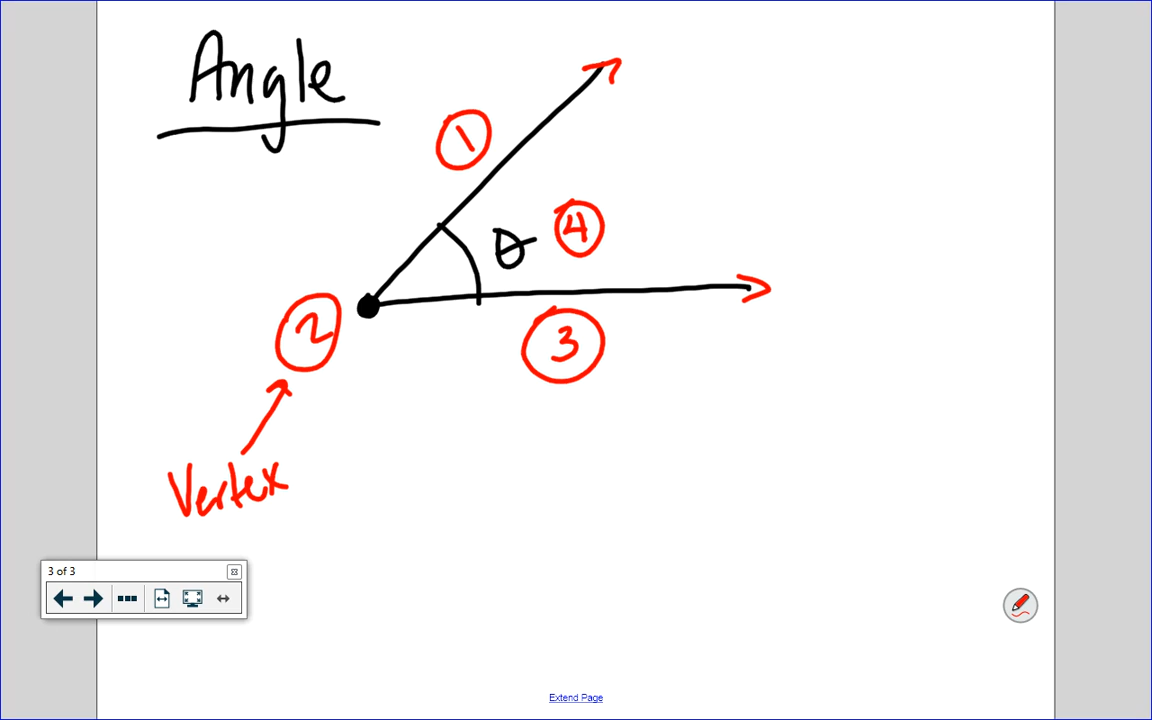 Angle
1
θ 4
2
3
Vertex
3 of 3
Extend Page